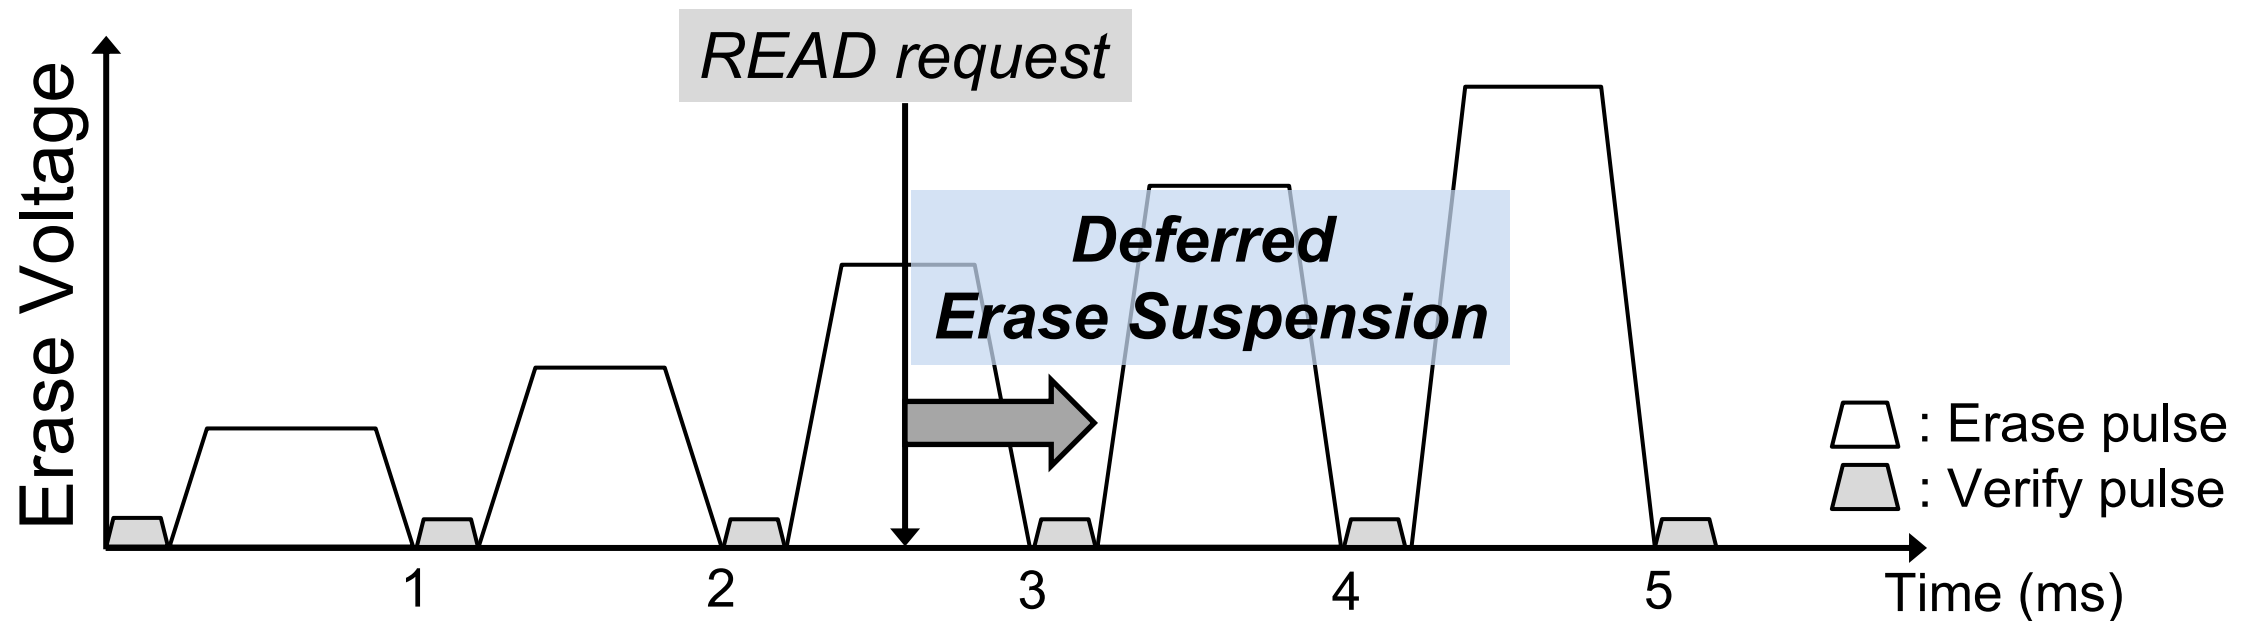 READ request
Erase Voltage
Deferred
Erase Suspension
: Erase pulse
: Verify pulse
1 2 3 4 5 Time (ms)